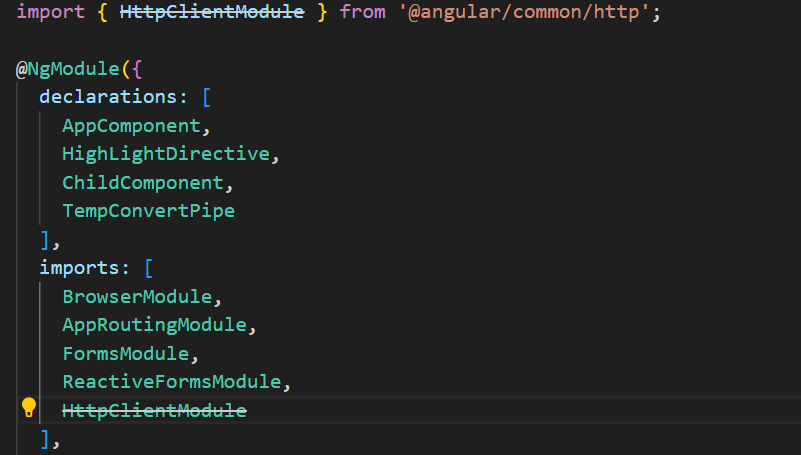 import { HttpClientModule } from '@angular/common/http';
@NgModule({
declarations: [
AppComponent,
HighLightDirective,
ChildComponent,
TempConvertPipe
],
imports: [
BrowserModule,
AppRoutingModule,
FormsModule,
ReactiveFormsModule,
HttpClientModule
],